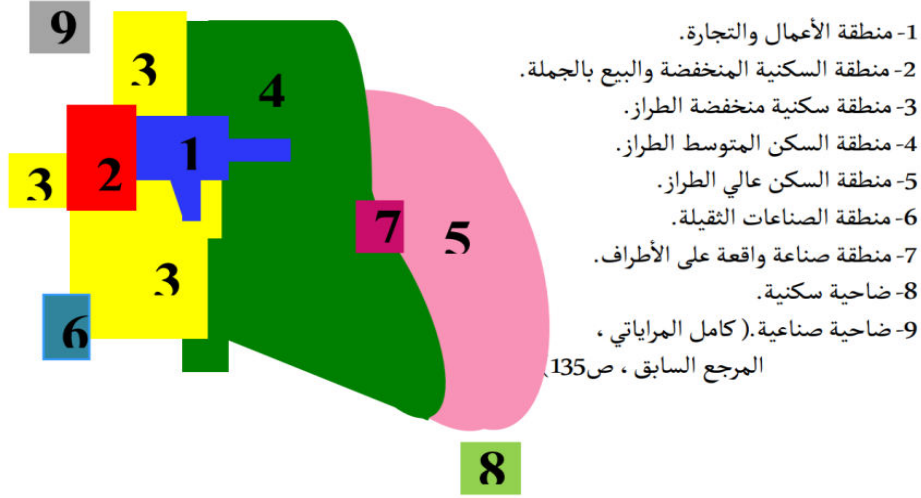 1- منطقة الأعمال والتجارة.
2- منطقة السكنية المنخفضة والبيع بالجملة.
3- منطقة سكنية منخفضة الطراز.
4- منطقة السكن المتوسط الطراز.
5- منطقة السكن عالي الطراز.
6- منطقة الصناعات الثقيلة.
7- منطقة صناعة واقعة على الأطراف.
8- ضاحية سكنية.
9- ضاحية صناعية.( كامل المراياتي ،
المرجع السابق ، ص135)
9
3
4
1
2
3
7
5
3
6
8